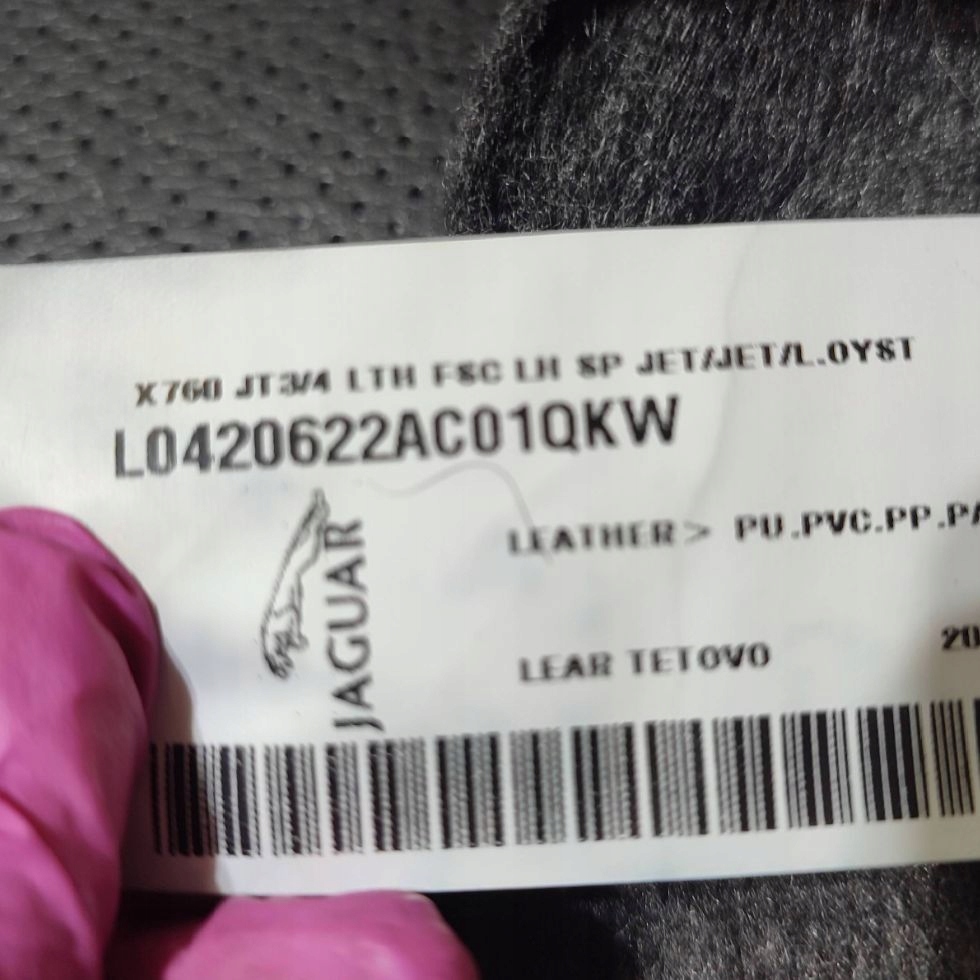 X760 JT3/4 LTH FSC LH SP JET/JET/L.OYST
L0420622AC01QKW
LEATHER> PU.PVC.PP.PA
JAGUAR
LEAR TETOVO
20